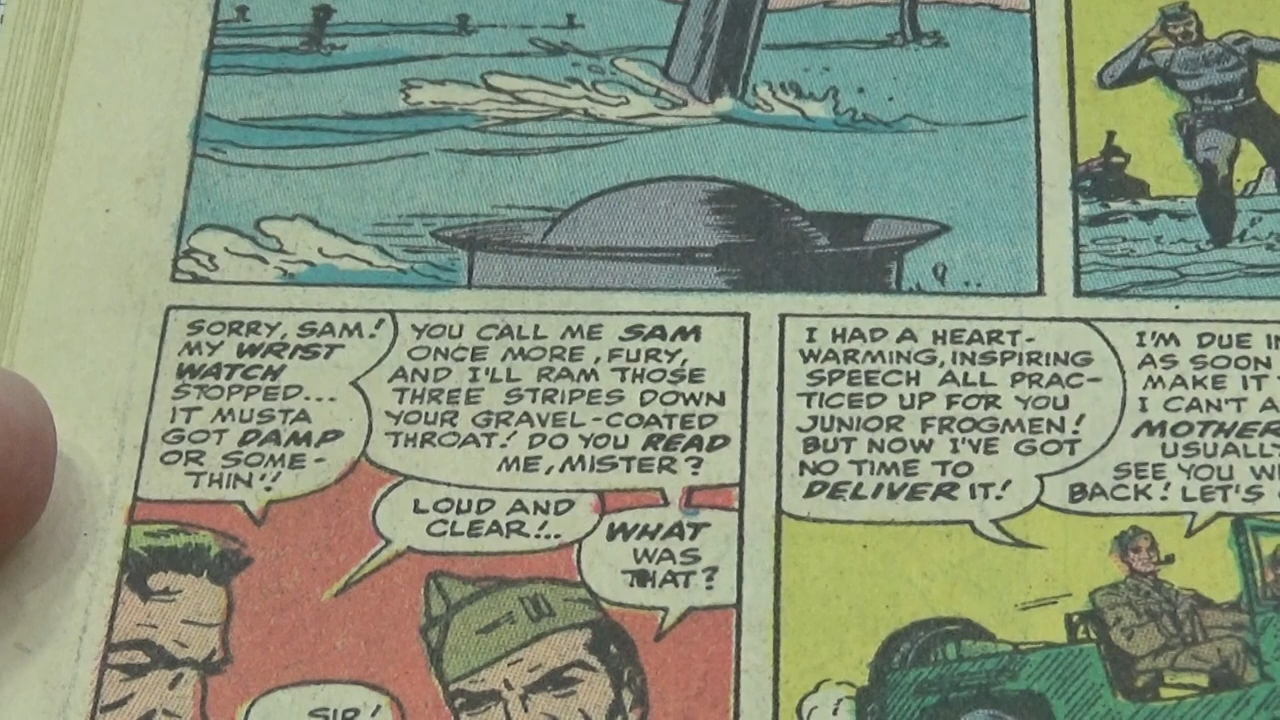 SORRY, SAM!
MY WRIST
WATCH
STOPPED...
IT MUSTA
GOT DAMP
OR SOME-
THIN'!
YOU CALL ME SAM
ONCE MORE, FURY,
AND I'LL RAM THOSE
THREE STRIPES DOWN
YOUR GRAVEL-COATED
THROAT! DO YOU READ
ME, MISTER?
LOUD AND
CLEAR!..
WHAT
WAS
THAT?
SIR!
I HAD A HEART-
WARMING, INSPIRING
SPEECH ALL PRAC-
TICED UP FOR YOU
JUNIOR FROGMEN!
BUT NOW I'VE GOT
NO TIME TO
DELIVER IT!
I'M DUE
AS SOON
MAKE IT
I CAN'T
MOTHER
USUALLY
SEE YOU
BACK! LET'S